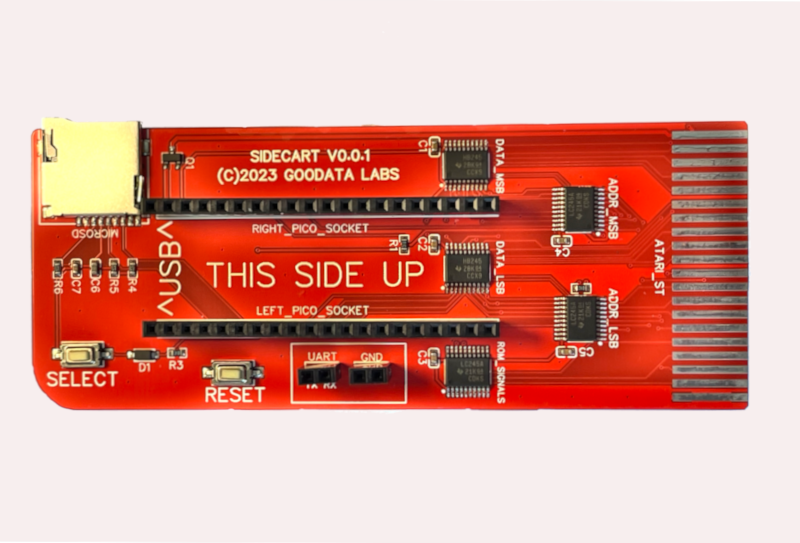 SIDECART V0.0.1
(C)2023 GOODATA LABS
Q1
C1
DATA_MSB
MICROSD
RIGHT_PICO_SOCKET
ADDR_MSB
C4
R1
C2
DATA_LSB
ATARI_ST
<USB<
THIS SIDE UP
R6
C7
C6
R5
R4
LEFT_PICO_SOCKET
ADDR_LSB
C5
SELECT
D1
R3
RESET
UART
TX RX
GND
C3
ROM_SIGNALS